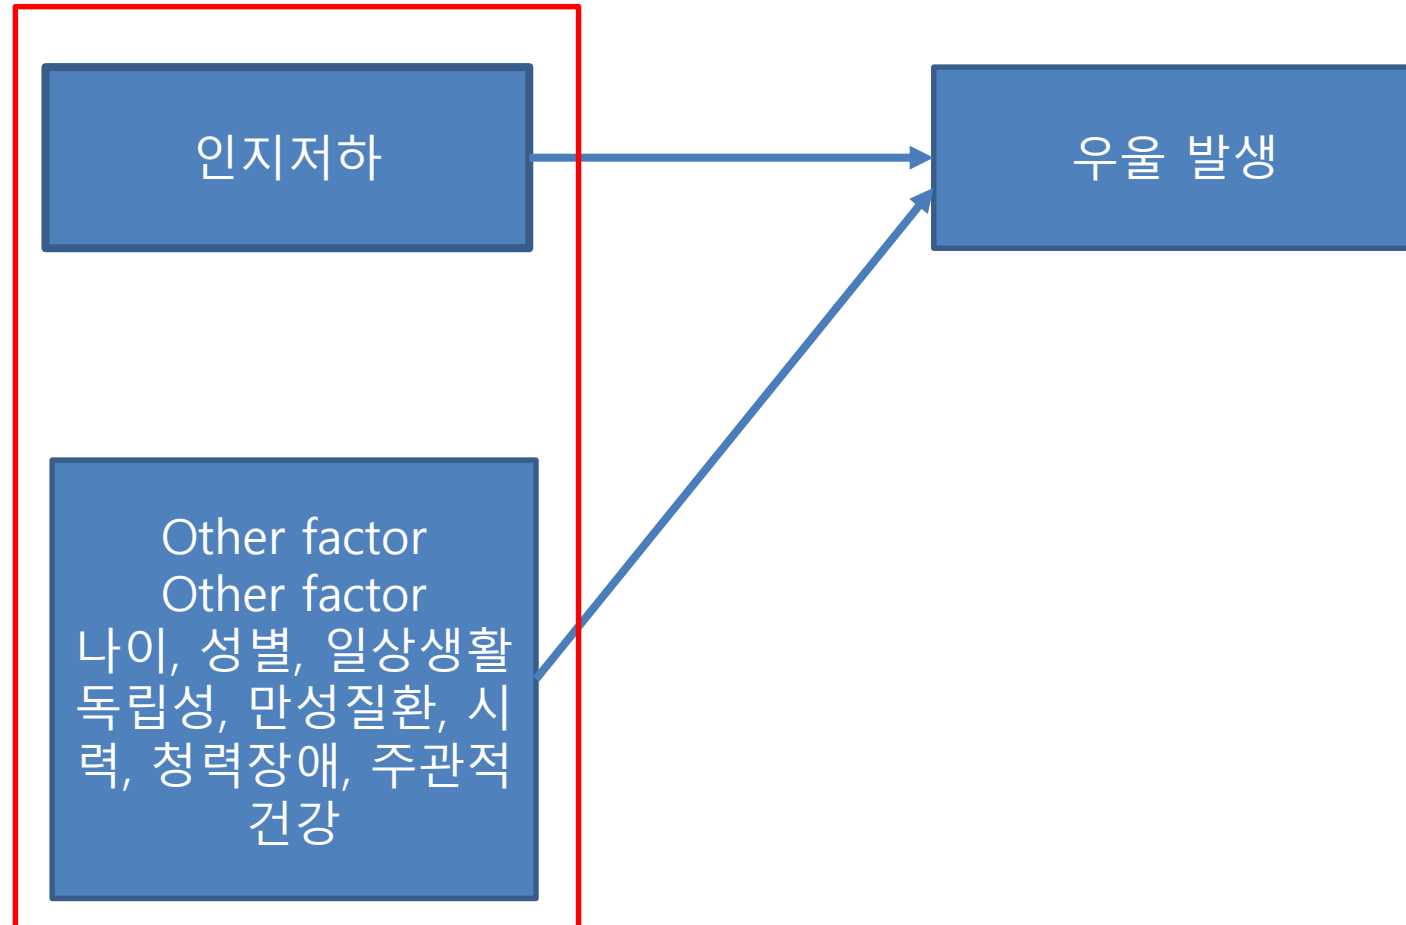 인지저하
우울 발생
Other factor
Other factor
나이, 성별, 일상생활
독립성, 만성질환, 시
력, 청력장애, 주관적
건강